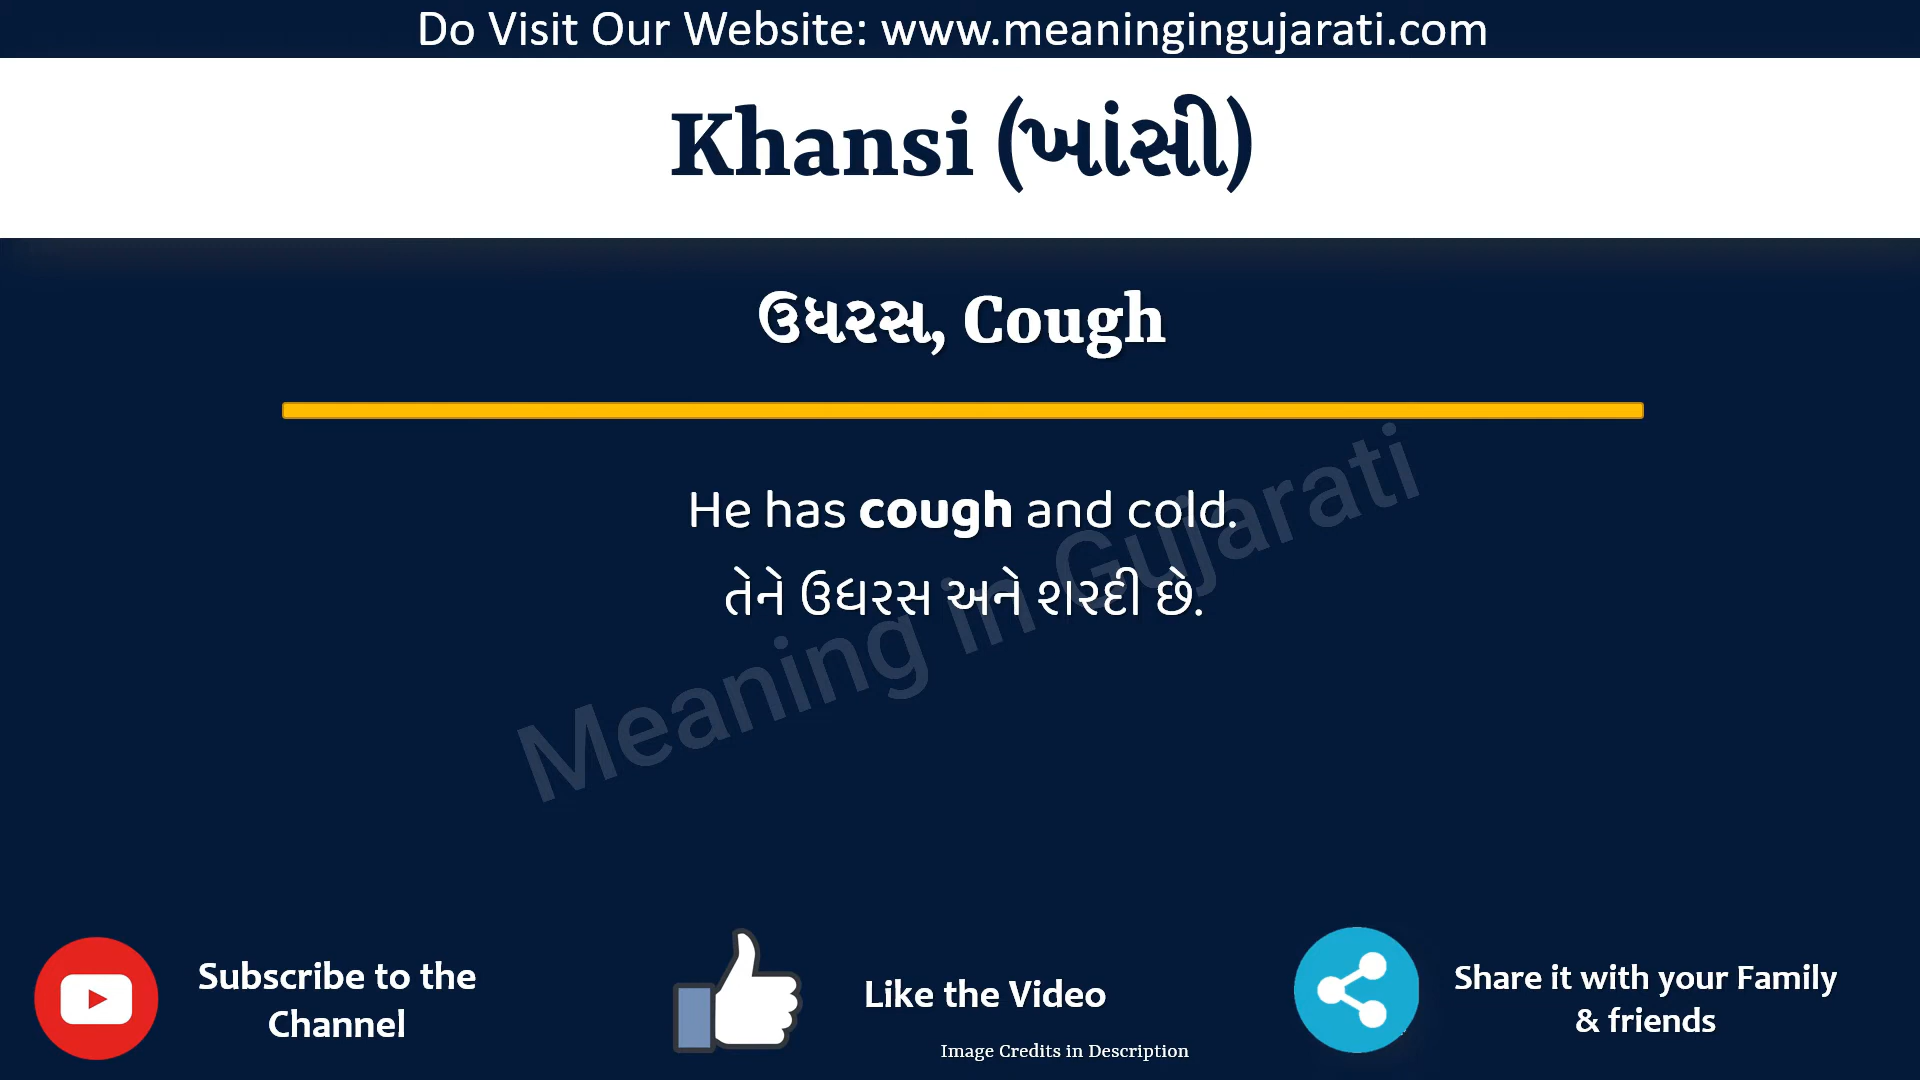 Do Visit Our Website: www.meaningingujarati.com
Khansi (ખાંસી)
ઉધરસ, Cough
He has cough and cold.
તેને ઉધરસ અને શરદી છે.
Meaning in Gujarati
Subscribe to the
Channel
Like the Video
Share it with your Family
& friends
Image Credits in Description